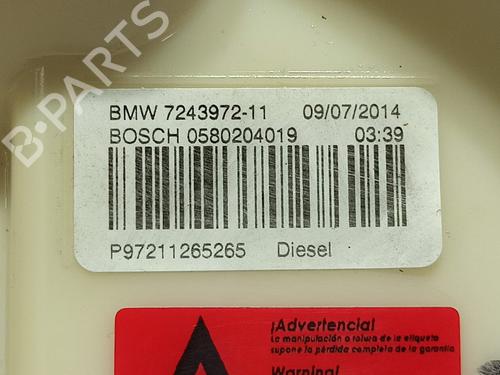 B-PARTS
BMW 7243972-11 09/07/2014
BOSCH 0580204019 03:39
P97211265265 Diesel
¡Advertencia!
La manipulación o rotura de la etiqueta
supone la pérdida completa de la garantía
Warning!